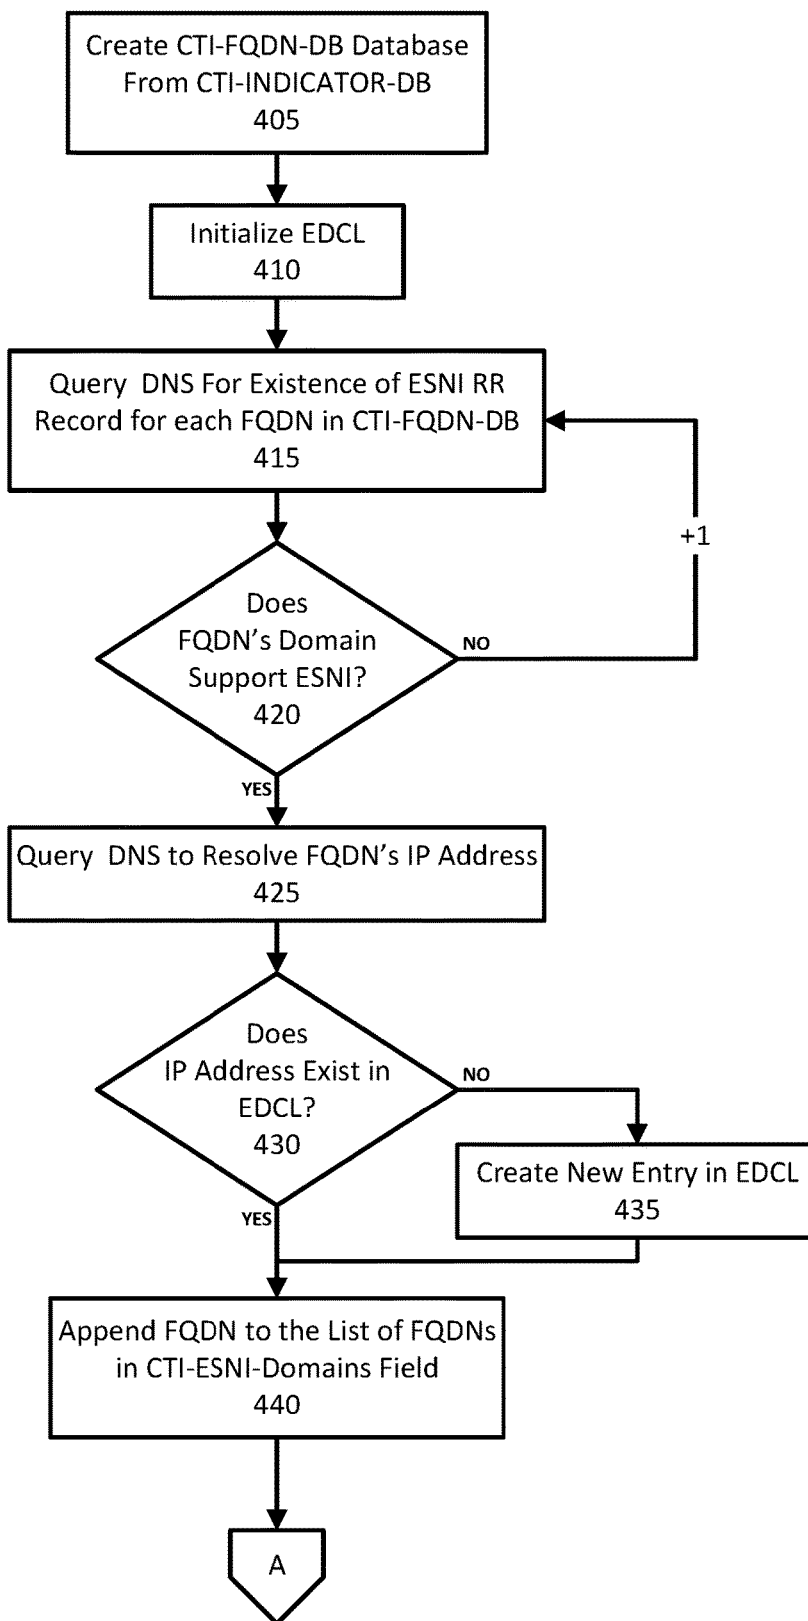 Create CTI-FQDN-DB Database
From CTI-INDICATOR-DB
405
Initialize EDCL
410
Query DNS For Existence of ESNI RR
Record for each FQDN in CTI-FQDN-DB
415
+1
Does
FQDN's Domain
Support ESNI?
420
NO
YES
Query DNS to Resolve FQDN's IP Address
425
Does
IP Address Exist in
EDCL?
430
NO
YES
Create New Entry in EDCL
435
Append FQDN to the List of FQDNs
in CTI-ESNI-Domains Field
440
A